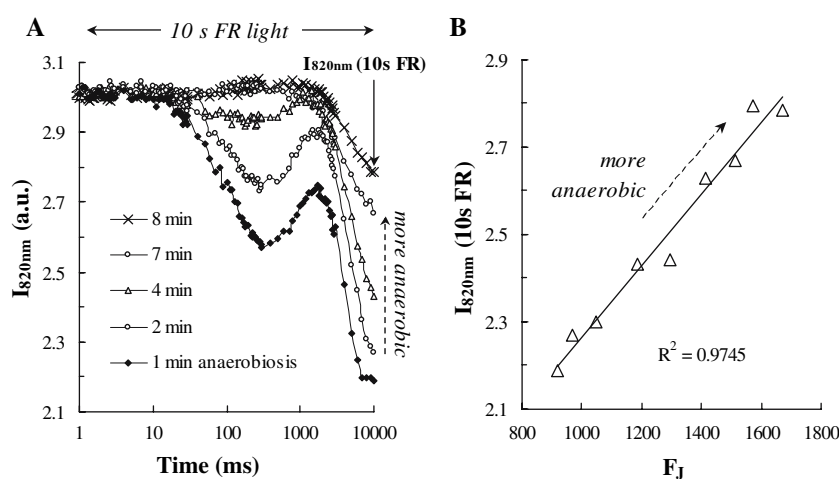 A
10 s FR light
I820nm (10s FR)
3.1
2.9
2.7
2.5
2.3
2.1
I820nm (a.u.)
8 min
7 min
4 min
2 min
1 min anaerobiosis
more anaerobic
1 10 100 1000 10000
Time (ms)
B
I820nm (10s FR)
2.9
2.7
2.5
2.3
2.1
more
anaerobic
R2 = 0.9745
800 1000 1200 1400 1600 1800
FJ